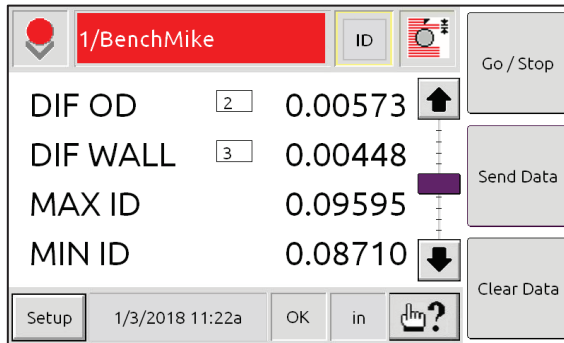 1/BenchMike
ID
Go / Stop
DIF OD 2 0.00573
DIF WALL 3 0.00448
Send Data
MAX ID 0.09595
MIN ID 0.08710
Clear Data
Setup 1/3/2018 11:22a OK in ?